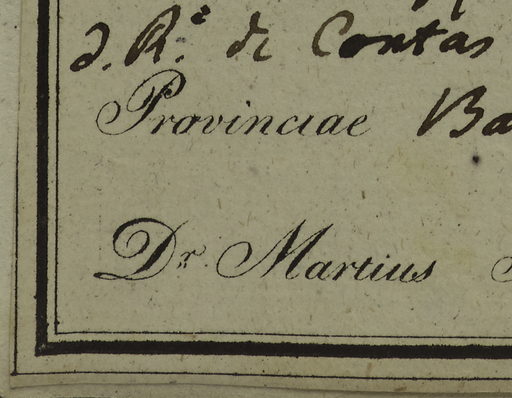 d. R.º de Contas
Provinciae Ba
Dr. Martius